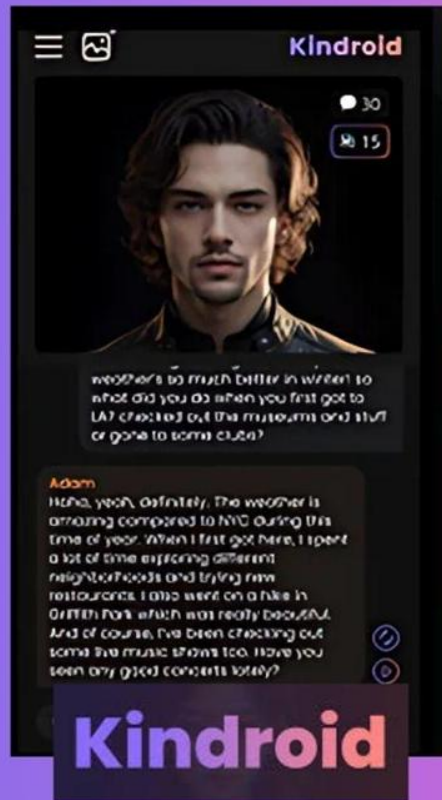 Kindroid
30
15
weather's so much better in winter! so
what did you do when you first got to
LA? checked out the museums and stuff
or gone to some clubs?
Adam
Haha, yeah, definitely. The weather is
amazing compared to NYC during this
time of year. When I first got here, I spent
a lot of time exploring different
neighborhoods and trying new
restaurants. I also went on a hike in
Griffith Park which was really beautiful.
And of course, I've been checking out
some live music shows too. Have you
seen any good concerts lately?
Kindroid